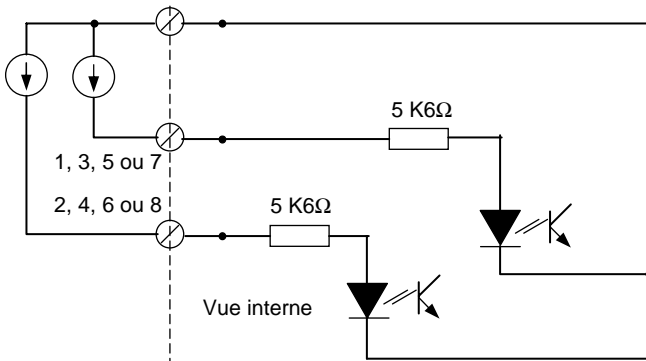 5 K6Ω
1, 3, 5 ou 7
2, 4, 6 ou 8
5 K6Ω
Vue interne